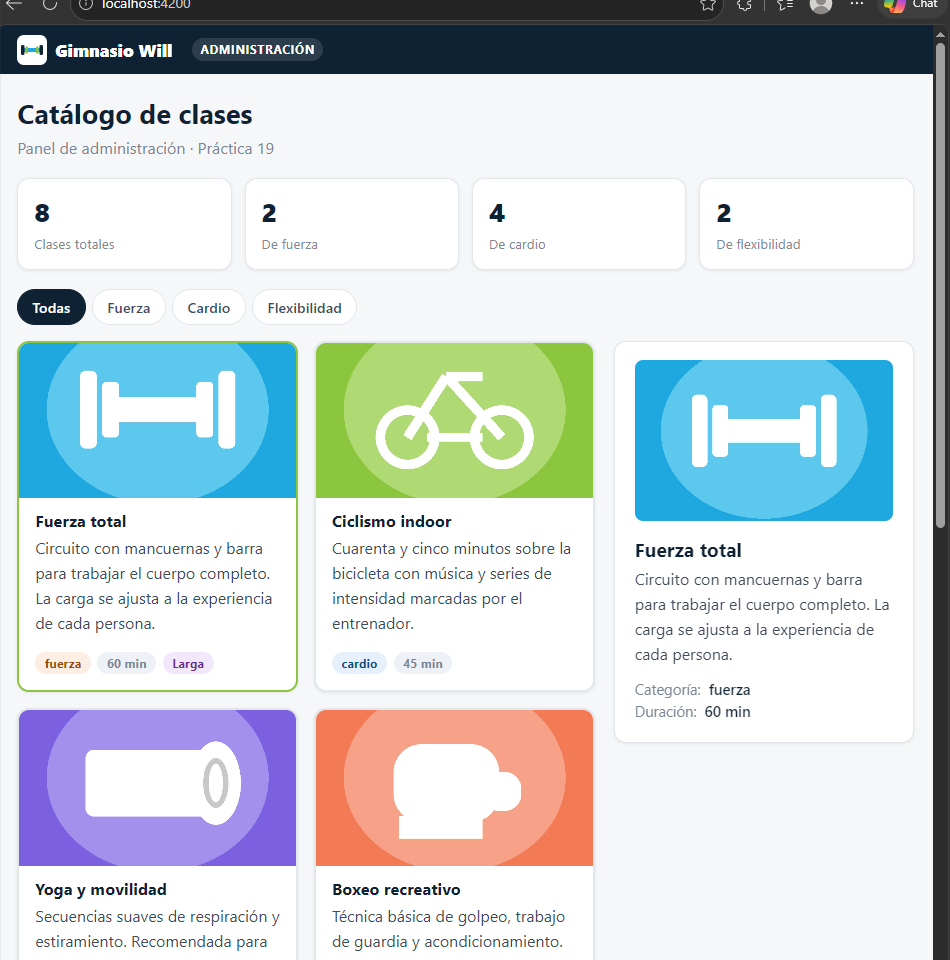 localhost:4200
Chat
Gimnasio Will
ADMINISTRACIÓN
Catálogo de clases
Panel de administración · Práctica 19
8
Clases totales
2
De fuerza
4
De cardio
2
De flexibilidad
Todas
Fuerza
Cardio
Flexibilidad
Fuerza total
Circuito con mancuernas y barra
para trabajar el cuerpo completo.
La carga se ajusta a la experiencia
de cada persona.
fuerza
60 min
Larga
Ciclismo indoor
Cuarenta y cinco minutos sobre la
bicicleta con música y series de
intensidad marcadas por el
entrenador.
cardio
45 min
Fuerza total
Circuito con mancuernas y barra
para trabajar el cuerpo completo. La
carga se ajusta a la experiencia de
cada persona.
Categoría: fuerza
Duración: 60 min
Yoga y movilidad
Secuencias suaves de respiración y
estiramiento. Recomendada para
Boxeo recreativo
Técnica básica de golpeo, trabajo
de guardia y acondicionamiento.